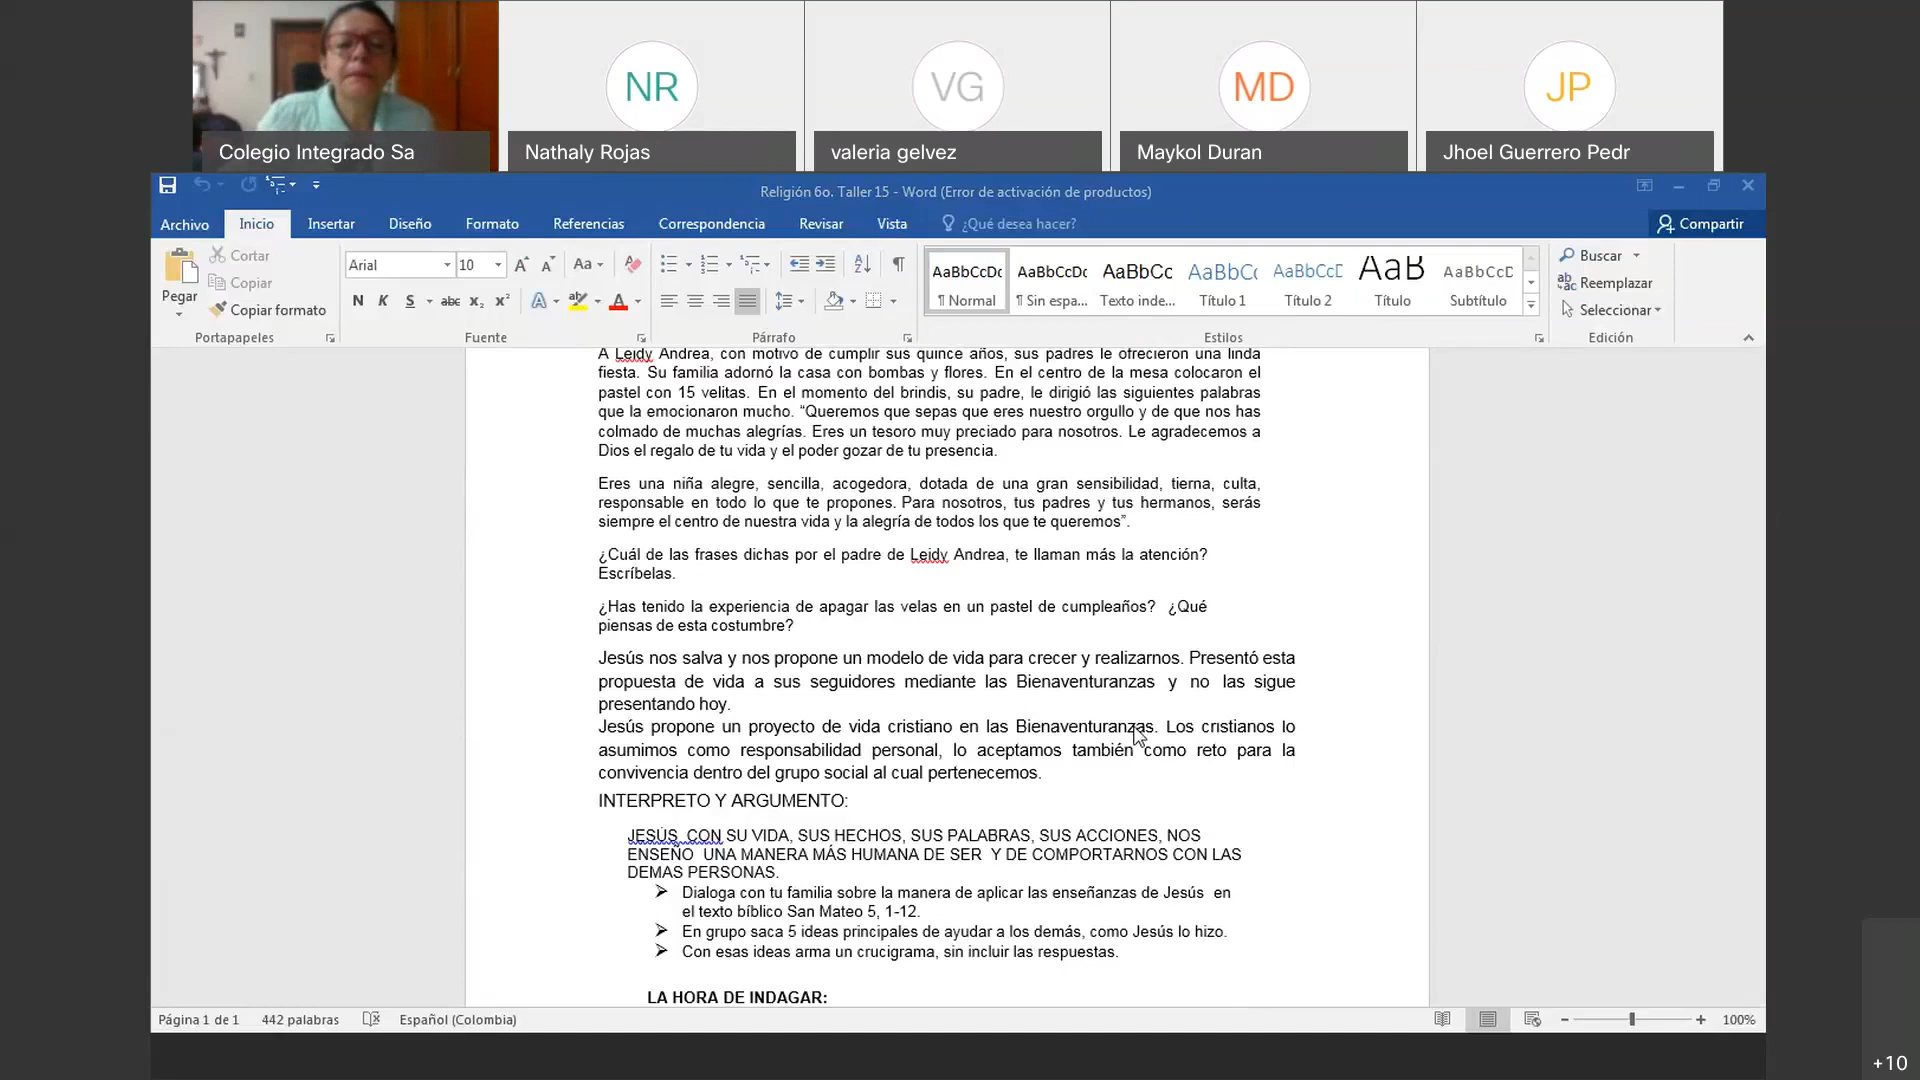 NR
VG
MD
JP
Colegio Integrado Sa
Nathaly Rojas
valeria gelvez
Maykol Duran
Jhoel Guerrero Pedr
Religión 6o. Taller 15 - Word (Error de activación de productos)
Archivo
Inicio
Insertar
Diseño
Formato
Referencias
Correspondencia
Revisar
Vista
¿Qué desea hacer?
Compartir
Pegar
Cortar
Copiar
Copiar formato
Portapapeles
Arial
10
Aa
N K S abc x₂ x²
Fuente
Párrafo
AaBbCcDc
¶ Normal
AaBbCcDc
¶ Sin espa...
AaBbCc
Texto inde...
AaBbCc
Título 1
AaBbCcD
Título 2
AaB
Título
AaBbCcD
Subtítulo
Estilos
Buscar
Reemplazar
Seleccionar
Edición
A Leidy Andrea, con motivo de cumplir sus quince años, sus padres le ofrecieron una linda
fiesta. Su familia adornó la casa con bombas y flores. En el centro de la mesa colocaron el
pastel con 15 velitas. En el momento del brindis, su padre, le dirigió las siguientes palabras
que la emocionaron mucho. “Queremos que sepas que eres nuestro orgullo y de que nos has
colmado de muchas alegrías. Eres un tesoro muy preciado para nosotros. Le agradecemos a
Dios el regalo de tu vida y el poder gozar de tu presencia.
Eres una niña alegre, sencilla, acogedora, dotada de una gran sensibilidad, tierna, culta,
responsable en todo lo que te propones. Para nosotros, tus padres y tus hermanos, serás
siempre el centro de nuestra vida y la alegría de todos los que te queremos”.
¿Cuál de las frases dichas por el padre de Leidy Andrea, te llaman más la atención?
Escríbelas.
¿Has tenido la experiencia de apagar las velas en un pastel de cumpleaños? ¿Qué
piensas de esta costumbre?
Jesús nos salva y nos propone un modelo de vida para crecer y realizarnos. Presentó esta
propuesta de vida a sus seguidores mediante las Bienaventuranzas y no las sigue
presentando hoy.
Jesús propone un proyecto de vida cristiano en las Bienaventuranzas. Los cristianos lo
asumimos como responsabilidad personal, lo aceptamos también como reto para la
convivencia dentro del grupo social al cual pertenecemos.
INTERPRETO Y ARGUMENTO:
JESÚS CON SU VIDA, SUS HECHOS, SUS PALABRAS, SUS ACCIONES, NOS
ENSEÑO UNA MANERA MÁS HUMANA DE SER Y DE COMPORTARNOS CON LAS
DEMAS PERSONAS.
➢ Dialoga con tu familia sobre la manera de aplicar las enseñanzas de Jesús en
el texto bíblico San Mateo 5, 1-12.
➢ En grupo saca 5 ideas principales de ayudar a los demás, como Jesús lo hizo.
➢ Con esas ideas arma un crucigrama, sin incluir las respuestas.
LA HORA DE INDAGAR:
Página 1 de 1
442 palabras
Español (Colombia)
100%
+10